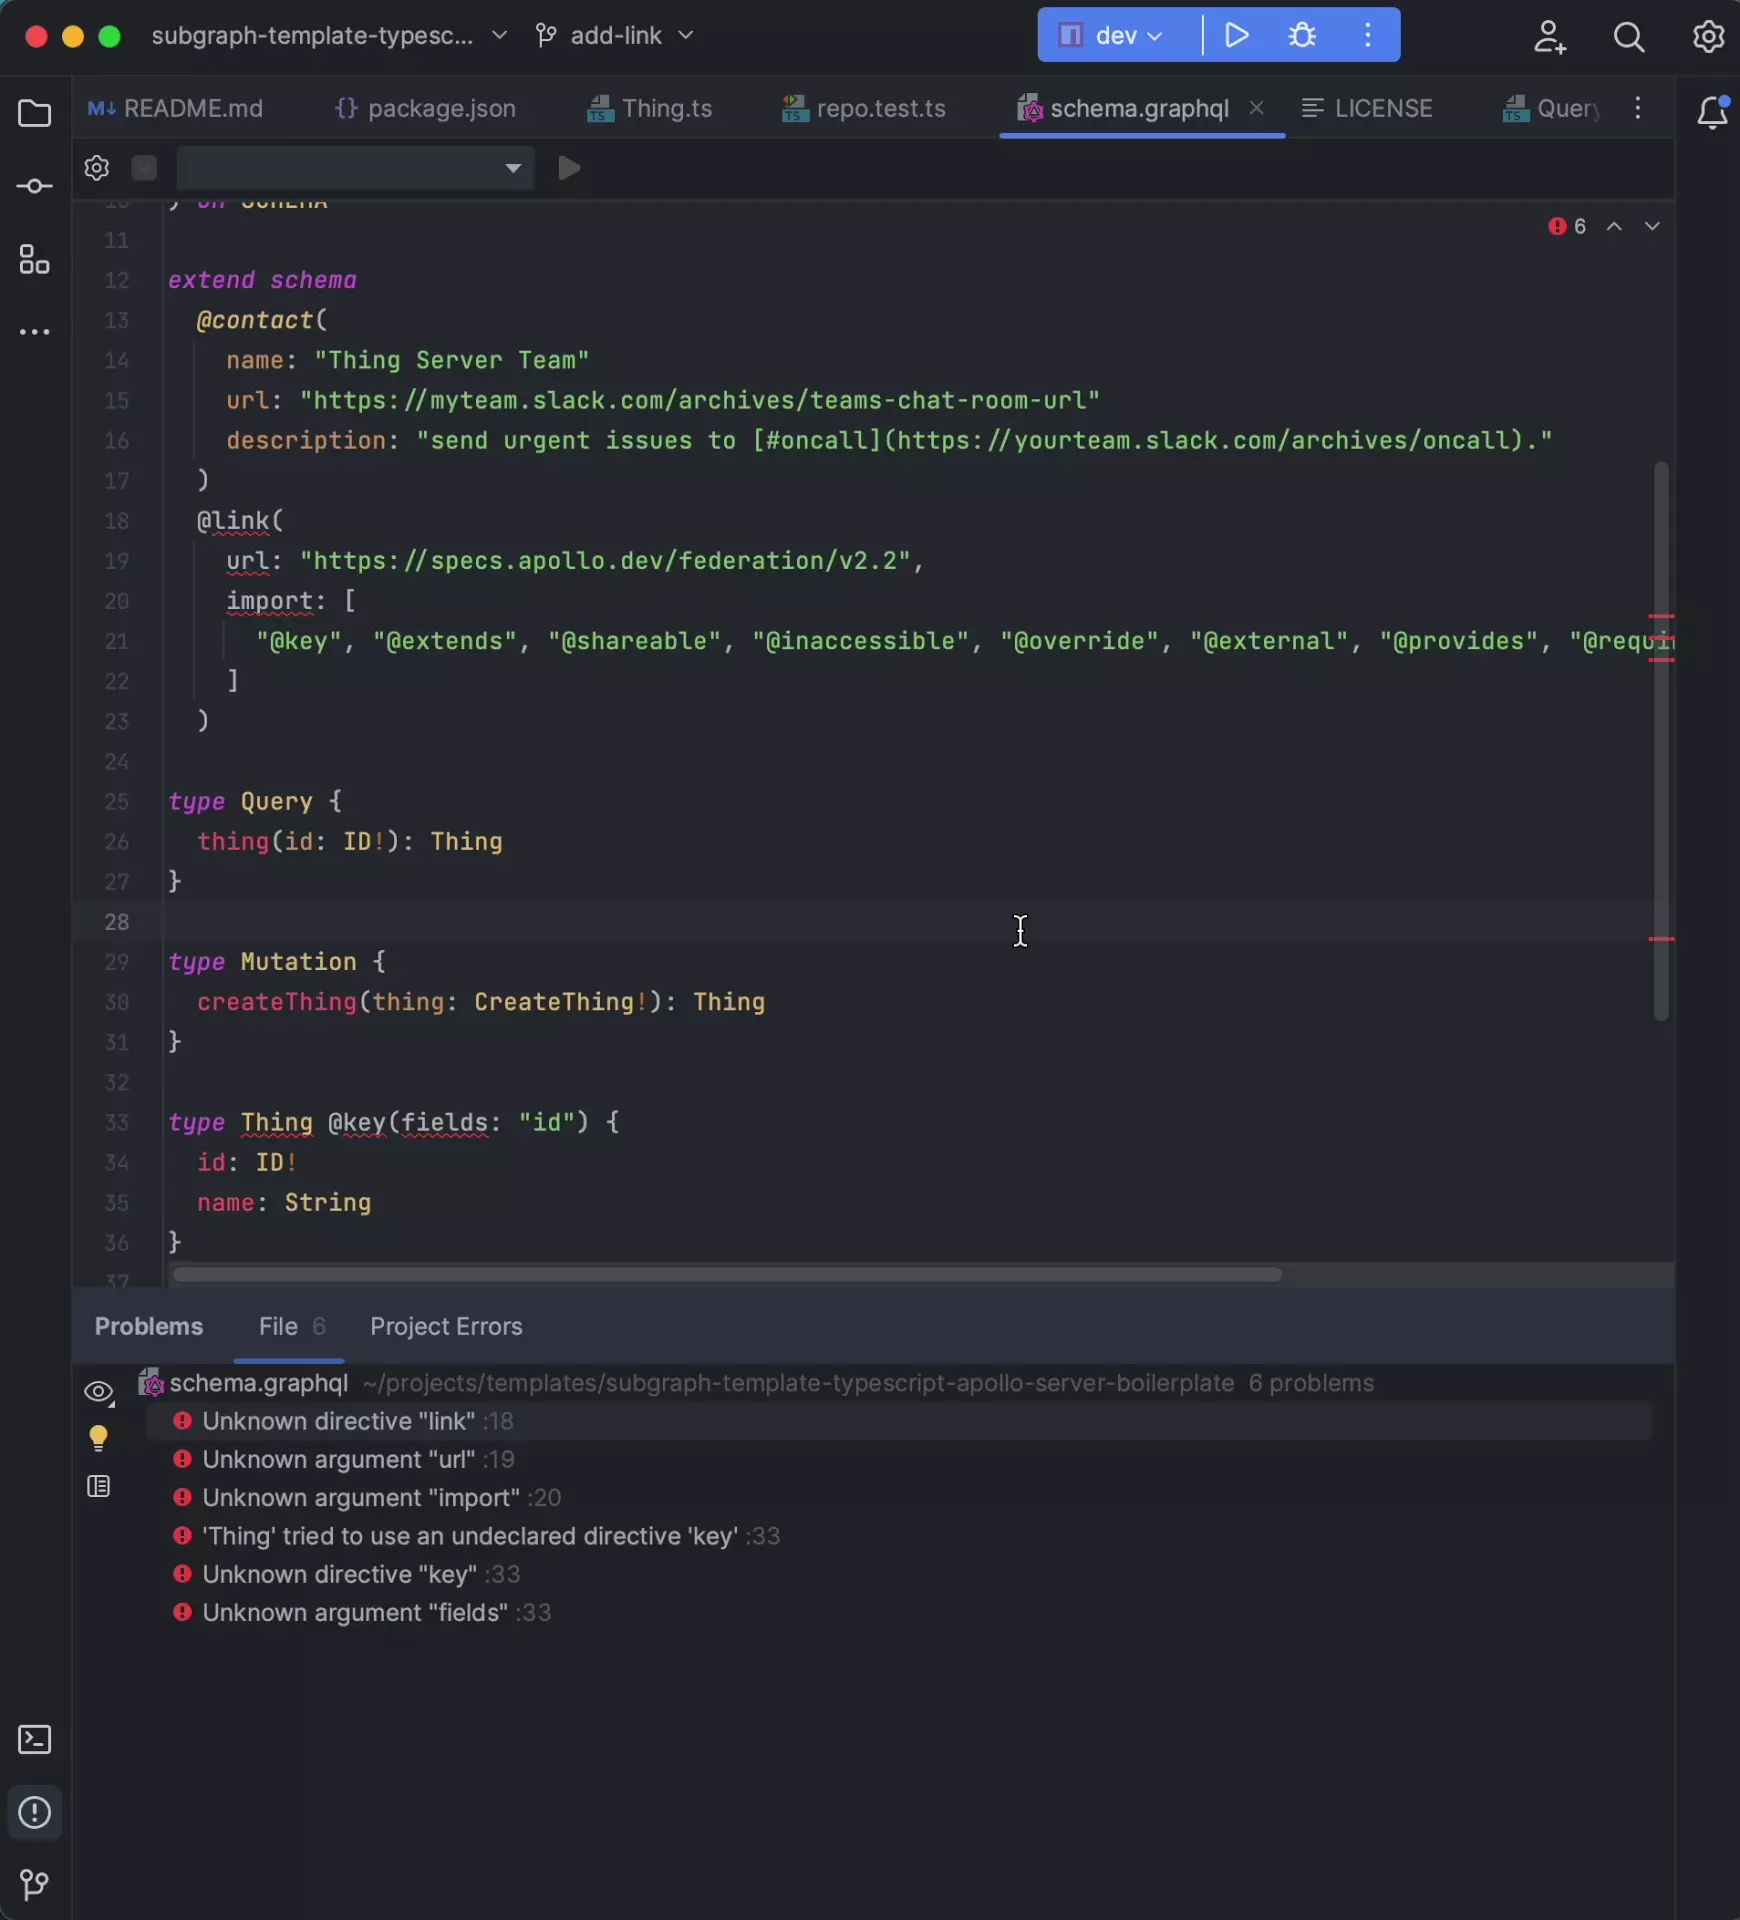 subgraph-template-typesc... add-link dev
M↓ README.md {} package.json Thing.ts repo.test.ts schema.graphql LICENSE Query
10 ) on SCHEMA
11
12 extend schema
13 @contact(
14 name: "Thing Server Team"
15 url: "https://myteam.slack.com/archives/teams-chat-room-url"
16 description: "send urgent issues to [#oncall](https://yourteam.slack.com/archives/oncall)."
17 )
18 @link(
19 url: "https://specs.apollo.dev/federation/v2.2",
20 import: [
21 "@key", "@extends", "@shareable", "@inaccessible", "@override", "@external", "@provides", "@requi
22 ]
23 )
24
25 type Query {
26 thing(id: ID!): Thing
27 }
28
29 type Mutation {
30 createThing(thing: CreateThing!): Thing
31 }
32
33 type Thing @key(fields: "id") {
34 id: ID!
35 name: String
36 }
37
6
Problems File 6 Project Errors
schema.graphql ~/projects/templates/subgraph-template-typescript-apollo-server-boilerplate 6 problems
Unknown directive "link" :18
Unknown argument "url" :19
Unknown argument "import" :20
'Thing' tried to use an undeclared directive 'key' :33
Unknown directive "key" :33
Unknown argument "fields" :33